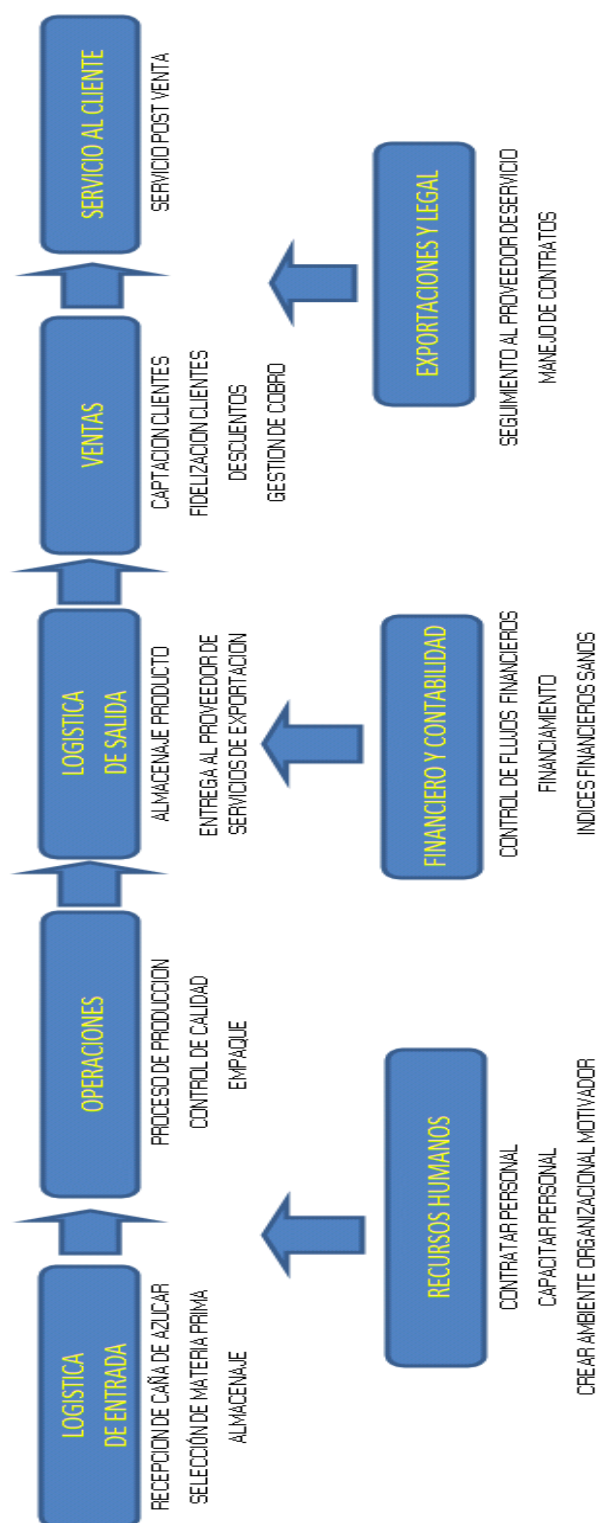 LOGISTICA
DE ENTRADA
RECEPCION DE CAÑA DE AZUCAR
SELECCIÓN DE MATERIA PRIMA
ALMACENAJE
OPERACIONES
PROCESO DE PRODUCCION
CONTROL DE CALIDAD
EMPAQUE
LOGISTICA
DE SALIDA
ALMACENAJE PRODUCTO
ENTREGA AL PROVEEDOR DE
SERVICIOS DE EXPORTACION
VENTAS
CAPTACION CLIENTES
FIDELIZACION CLIENTES
DESCUENTOS
GESTION DE COBRO
SERVICIO AL CLIENTE
SERVICIO POST VENTA
RECURSOS HUMANOS
CONTRATAR PERSONAL
CAPACITAR PERSONAL
CREAR AMBIENTE ORGANIZACIONAL MOTIVADOR
FINANCIERO Y CONTABILIDAD
CONTROL DE FLUJOS FINANCIEROS
FINANCIAMIENTO
INDICES FINANCIEROS SANOS
EXPORTACIONES Y LEGAL
SEGUIMIENTO AL PROVEEDOR DESERVICIO
MANEJO DE CONTRATOS